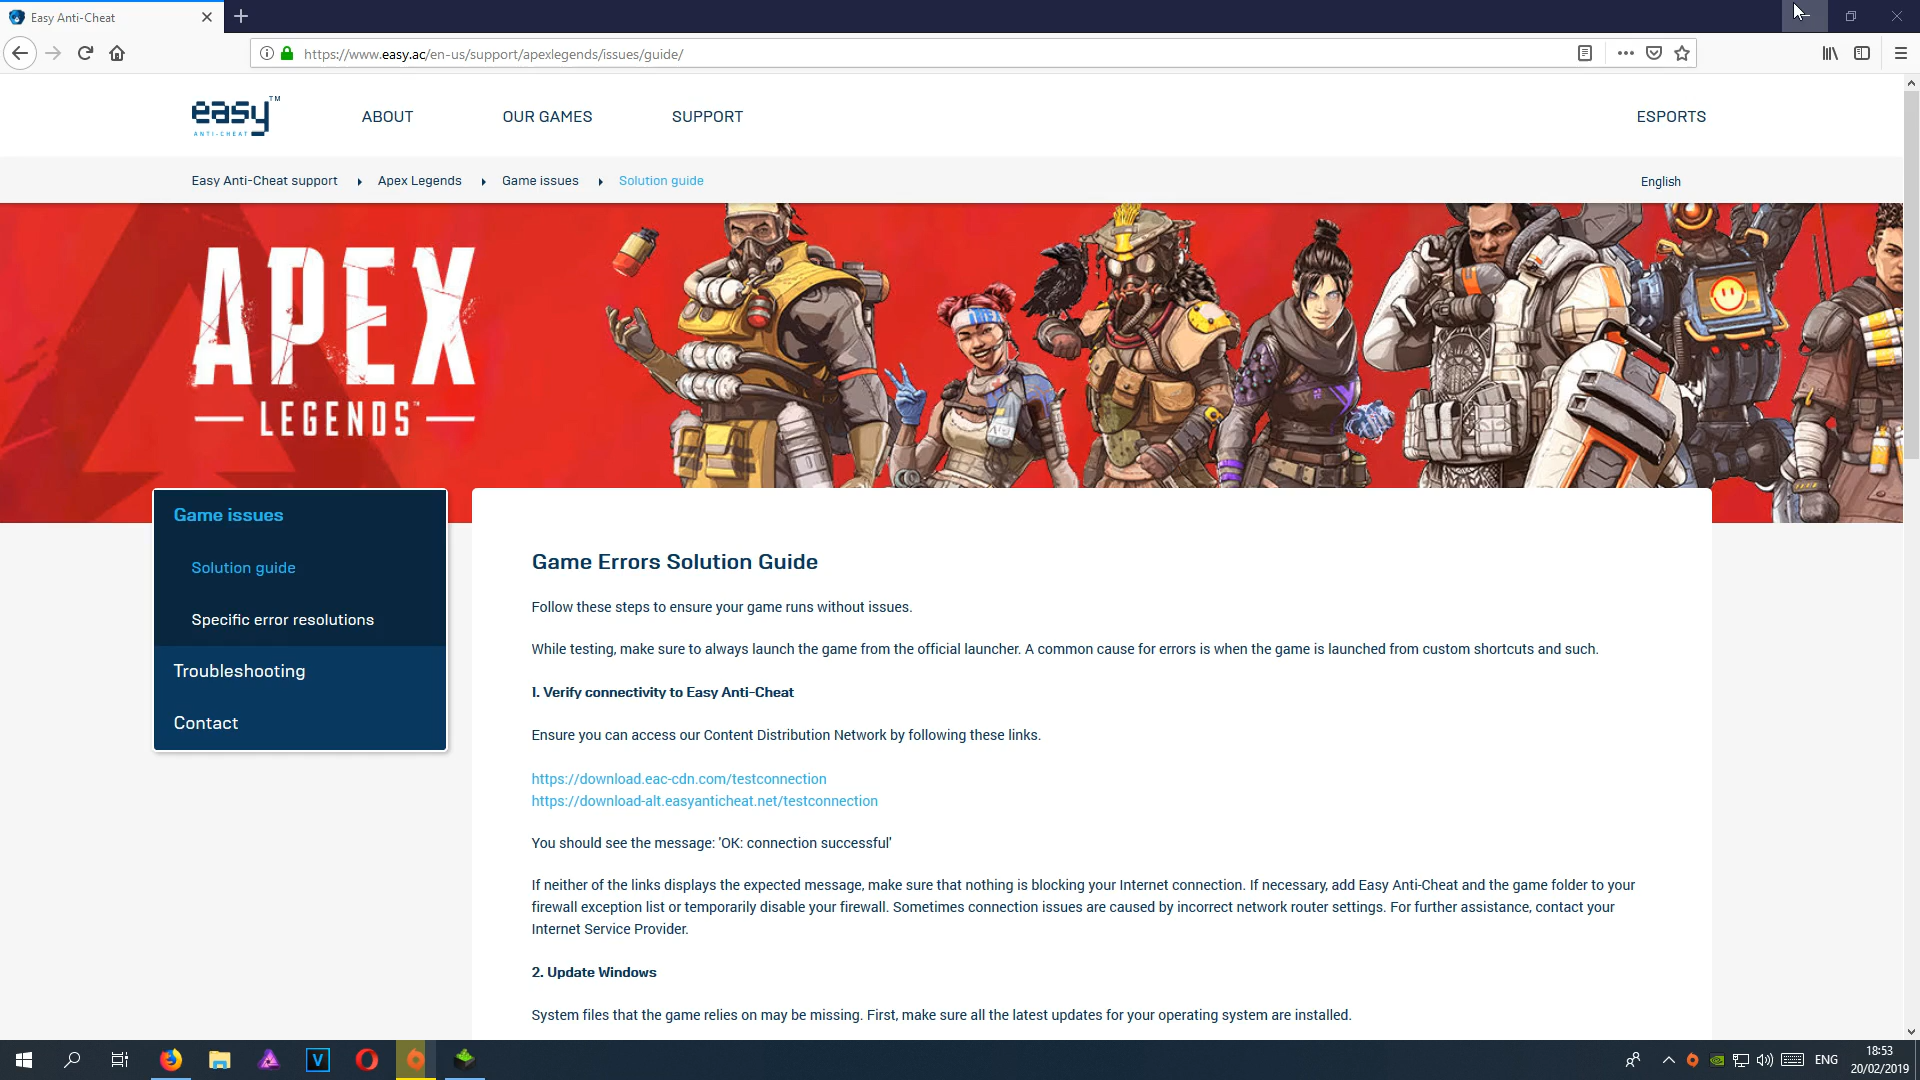 Easy Anti-Cheat
https://www.easy.ac/en-us/support/apexlegends/issues/guide/
easy™
ANTI-CHEAT
ABOUT
OUR GAMES
SUPPORT
ESPORTS
Easy Anti-Cheat support
Apex Legends
Game issues
Solution guide
English
APEX
LEGENDS™
Game issues
Solution guide
Specific error resolutions
Troubleshooting
Contact
Game Errors Solution Guide
Follow these steps to ensure your game runs without issues.
While testing, make sure to always launch the game from the official launcher. A common cause for errors is when the game is launched from custom shortcuts and such.
1. Verify connectivity to Easy Anti-Cheat
Ensure you can access our Content Distribution Network by following these links.
https://download.eac-cdn.com/testconnection
https://download-alt.easyanticheat.net/testconnection
You should see the message: 'OK: connection successful'
If neither of the links displays the expected message, make sure that nothing is blocking your Internet connection. If necessary, add Easy Anti-Cheat and the game folder to your
firewall exception list or temporarily disable your firewall. Sometimes connection issues are caused by incorrect network router settings. For further assistance, contact your
Internet Service Provider.
2. Update Windows
System files that the game relies on may be missing. First, make sure all the latest updates for your operating system are installed.
V
ENG
18:53
20/02/2019